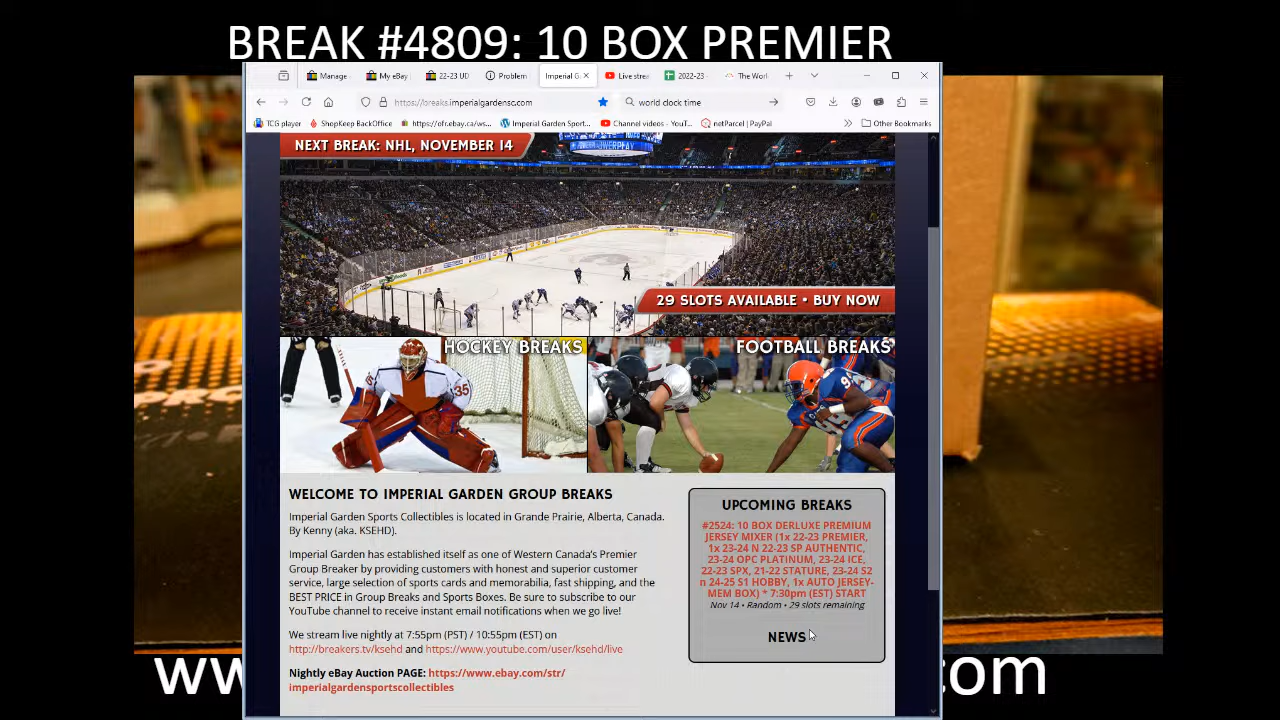 BREAK #4809: 10 BOX PREMIER
Manage
My eBay
22-23 UD
Problem
Imperial G
Live stre
2022-23
The Worl
https://breaks.imperialgardensc.com
world clock time
TCG player
ShopKeep BackOffice
https://ofr.ebay.ca/ws...
Imperial Garden Sport...
Channel videos - YouT...
netParcel | PayPal
Other Bookmarks
NEXT BREAK: NHL, NOVEMBER 14
29 SLOTS AVAILABLE • BUY NOW
HOCKEY BREAKS
FOOTBALL BREAKS
35
WELCOME TO IMPERIAL GARDEN GROUP BREAKS
Imperial Garden Sports Collectibles is located in Grande Prairie, Alberta, Canada.
By Kenny (aka. KSEHD).
Imperial Garden has established itself as one of Western Canada's Premier
Group Breaker by providing customers with honest and superior customer
service, large selection of sports cards and memorabilia, fast shipping, and the
BEST PRICE in Group Breaks and Sports Boxes. Be sure to subscribe to our
YouTube channel to receive instant email notifications when we go live!
We stream live nightly at 7:55pm (PST) / 10:55pm (EST) on
http://breakers.tv/ksehd and https://www.youtube.com/user/ksehd/live
Nightly eBay Auction PAGE: https://www.ebay.com/str/
imperialgardensportscollectibles
UPCOMING BREAKS
#2524: 10 BOX DERLUXE PREMIUM
JERSEY MIXER (1x 22-23 PREMIER,
1x 23-24 N 22-23 SP AUTHENTIC,
23-24 OPC PLATINUM, 23-24 ICE,
22-23 SPX, 21-22 STATURE, 23-24 S2
n 24-25 S1 HOBBY, 1x AUTO JERSEY-
MEM BOX) * 7:30pm (EST) START
Nov 14 • Random • 29 slots remaining
NEWS
com